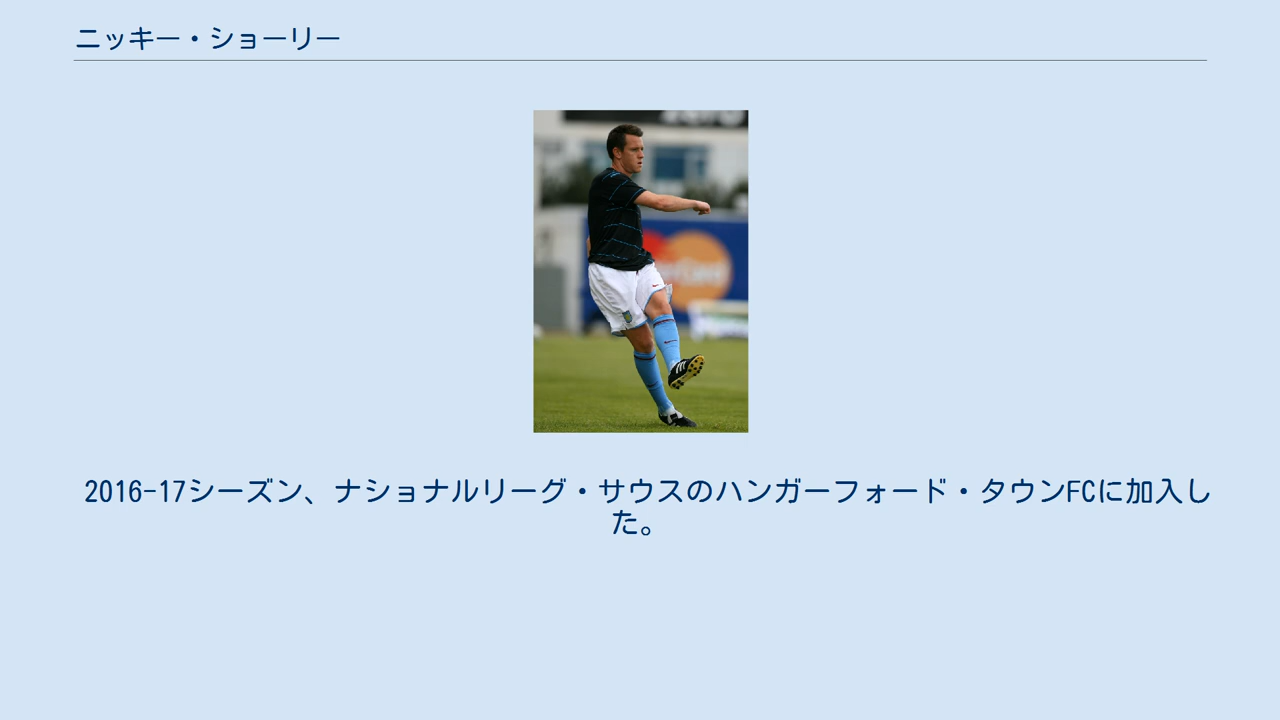 ニッキー・ショーリー
2016-17シーズン、ナショナルリーグ・サウスのハンガーフォード・タウンFCに加入し
た。